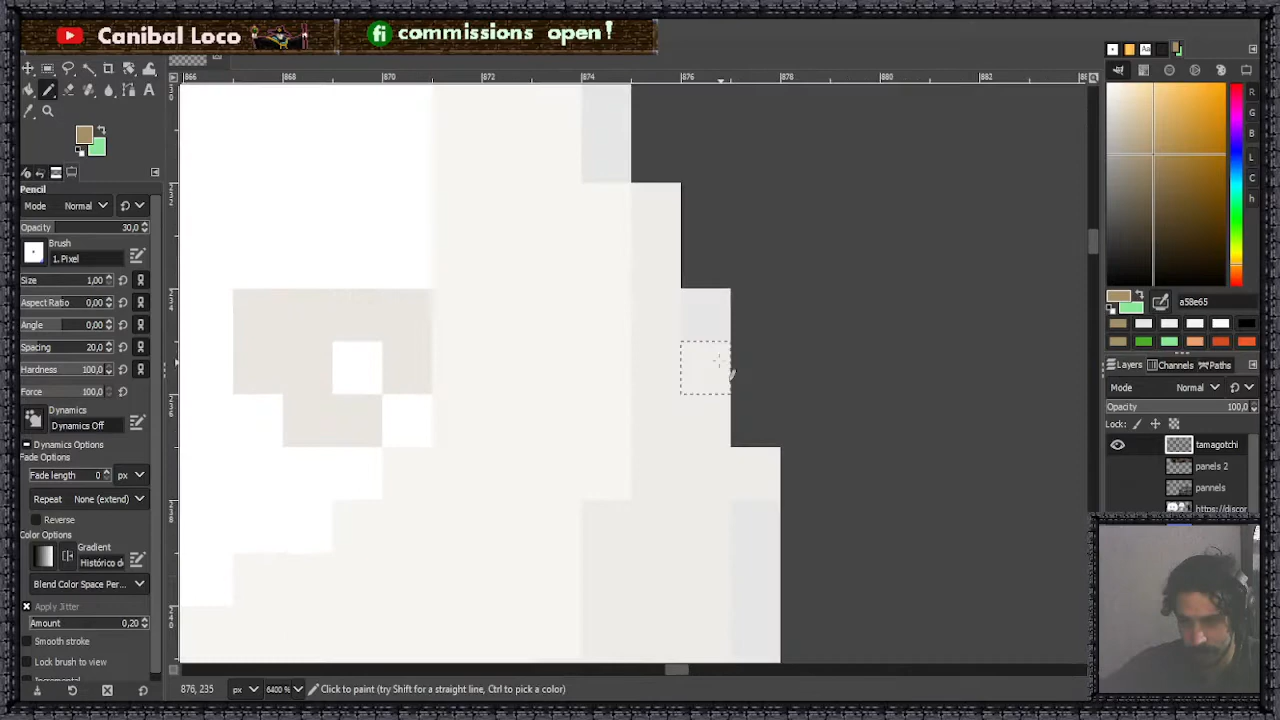 Canibal Loco
fi commissions open!
866 868 870 872 874 876 878 880 882
Pencil
Mode Normal
Opacity 30,0
Brush
1. Pixel
Size 1,00
Aspect Ratio 0,00
Angle 0,00
Spacing 20,0
Hardness 100,0
Force 100,0
Dynamics
Dynamics Off
Dynamics Options
Fade Options
Fade length 0 px
Repeat None (extend)
Reverse
Color Options
Gradient
Histórico d
Blend Color Space Per...
Apply Jitter
Amount 0,20
Smooth stroke
Lock brush to view
876, 235 px 6400 % Click to paint (try Shift for a straight line, Ctrl to pick a color)
Aa
R
G
B
L
C
h
a58e65
Layers Channels Paths
Mode Normal
Opacity 100,0
Lock:
tamagotchi
panels 2
pannels
https://discor